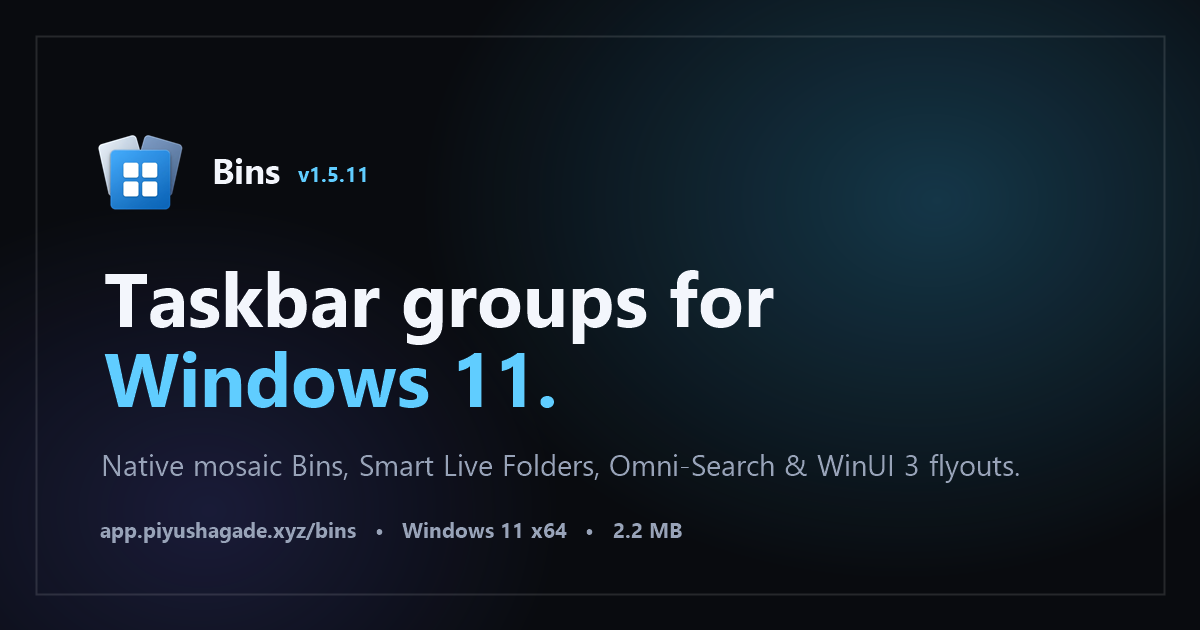 Bins v1.5.11
Taskbar groups for
Windows 11.
Native mosaic Bins, Smart Live Folders, Omni-Search & WinUI 3 flyouts.
app.piyushagade.xyz/bins • Windows 11 x64 • 2.2 MB